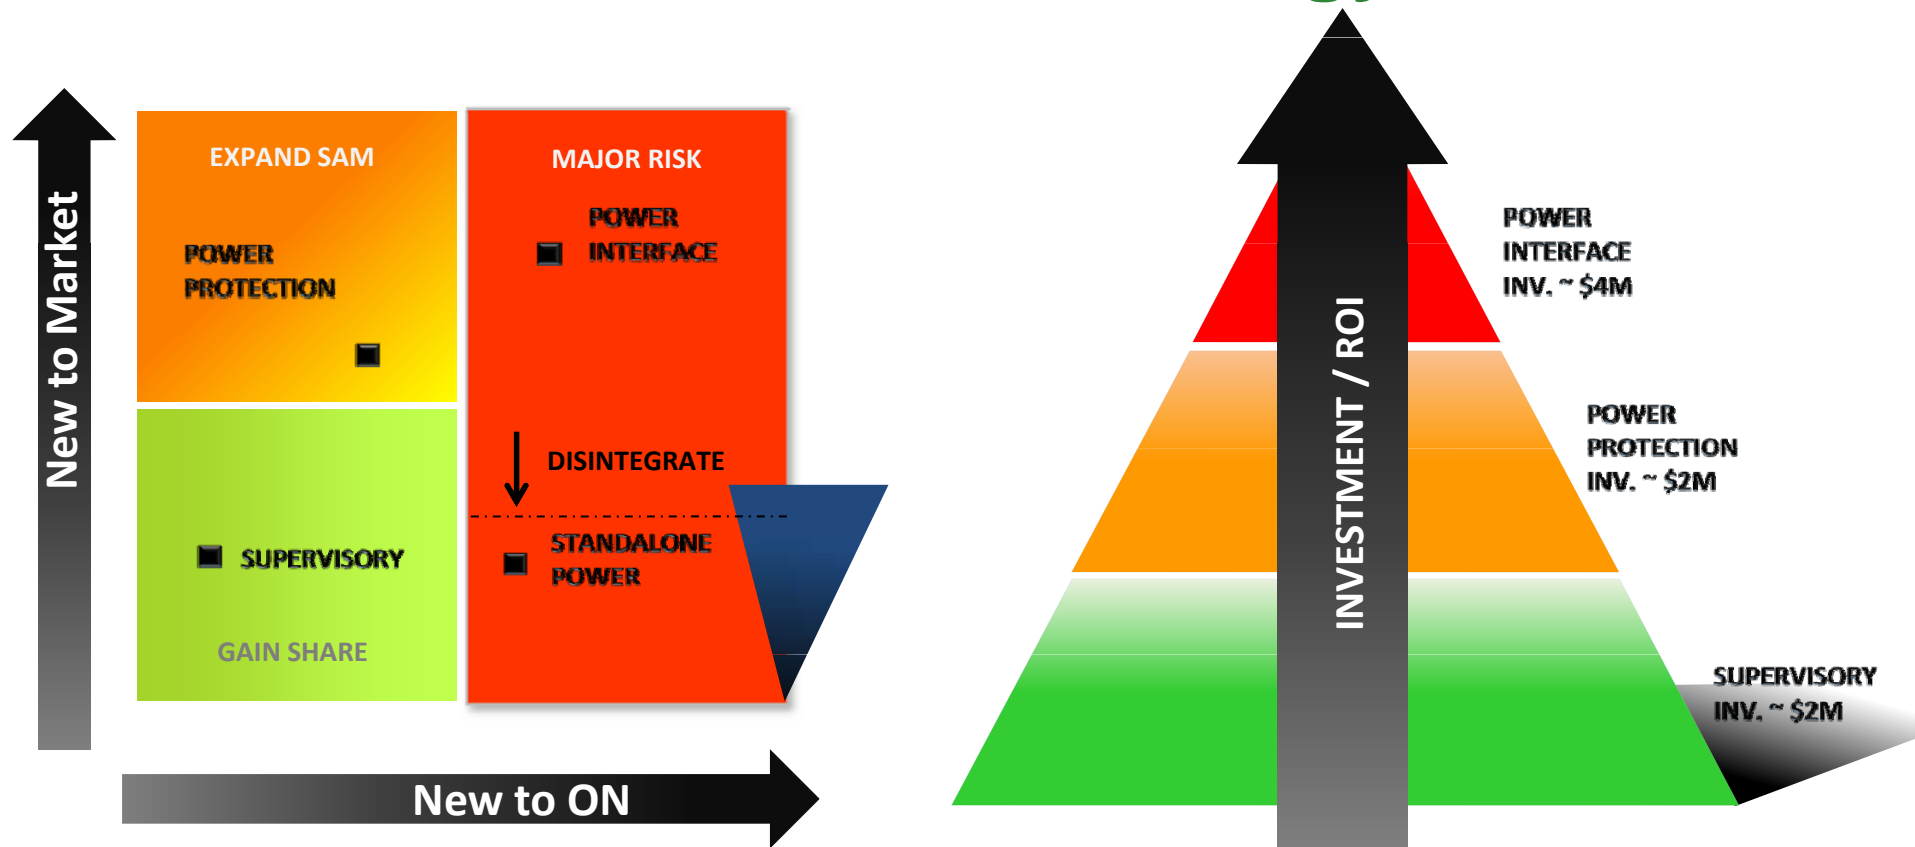 New to Market
EXPAND SAM
POWER
PROTECTION
MAJOR RISK
POWER
INTERFACE
DISINTEGRATE
STANDALONE
POWER
SUPERVISORY
GAIN SHARE
New to ON
INVESTMENT / ROI
POWER
INTERFACE
INV. ~ $4M
POWER
PROTECTION
INV. ~ $2M
SUPERVISORY
INV. ~ $2M